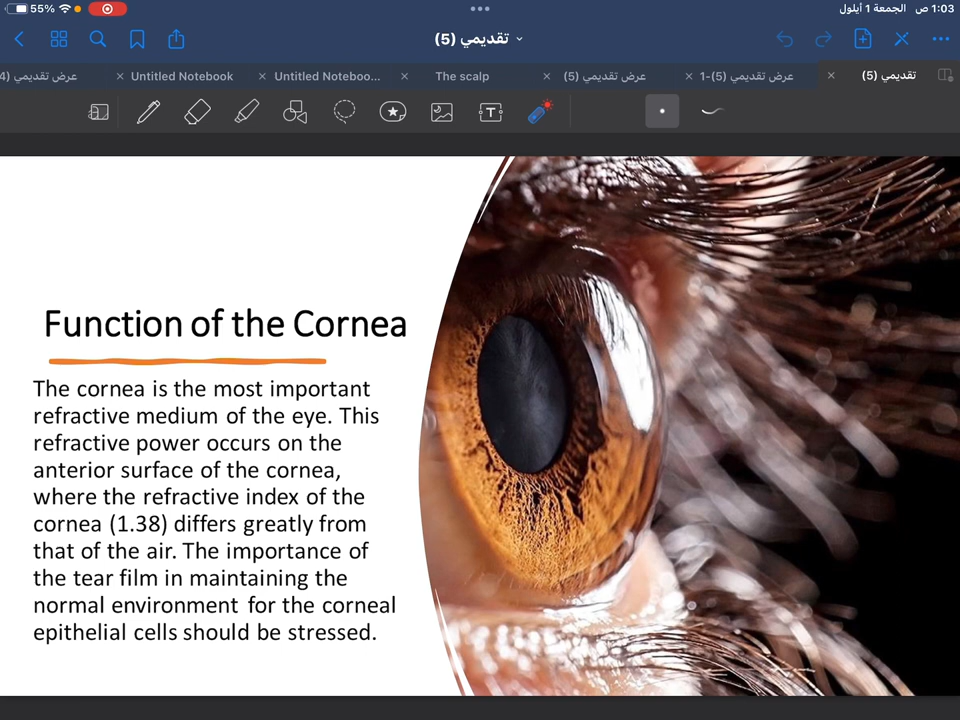 55%
1:03 ص الجمعة 1 أيلول
تقديمي (5)
عرض تقديمي (4
Untitled Notebook
Untitled Noteboo...
The scalp
عرض تقديمي (5)
عرض تقديمي (5)-1
تقديمي (5)
T
Function of the Cornea
The cornea is the most important
refractive medium of the eye. This
refractive power occurs on the
anterior surface of the cornea,
where the refractive index of the
cornea (1.38) differs greatly from
that of the air. The importance of
the tear film in maintaining the
normal environment for the corneal
epithelial cells should be stressed.